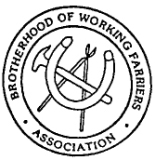 BROTHERHOOD OF WORKING FARRIERS
· ASSOCIATION ·